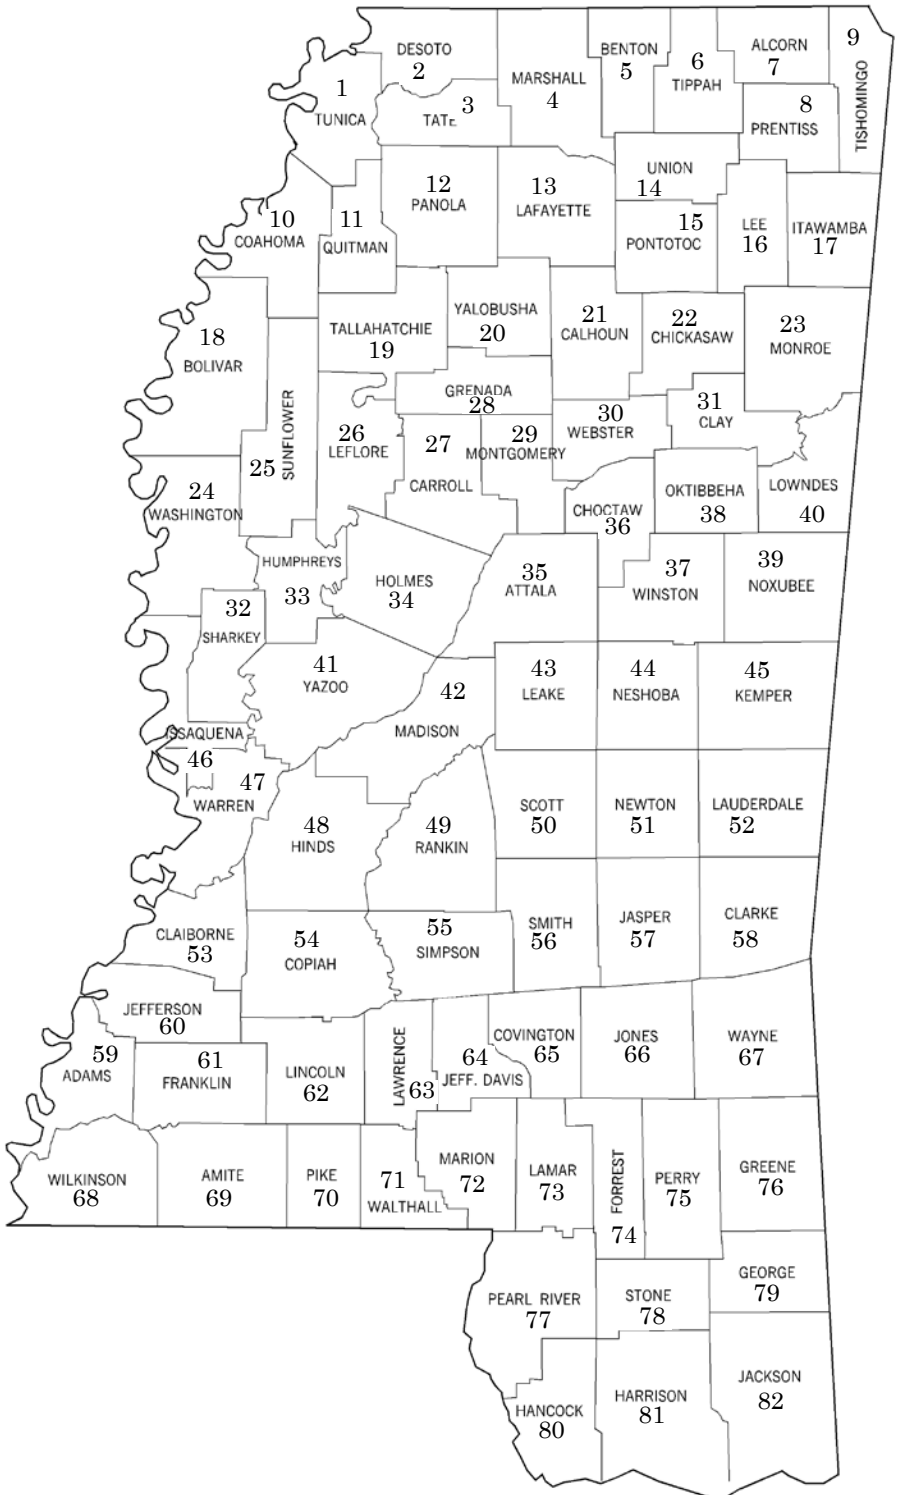 DESOTO
2
BENTON
5
6
TIPPAH
ALCORN
7
9
TISHOMINGO
1
TUNICA
3
TATE
MARSHALL
4
8
PRENTISS
10
COAHOMA
11
QUITMAN
12
PANOLA
13
LAFAYETTE
UNION
14
15
PONTOTOC
LEE
16
ITAWAMBA
17
18
BOLIVAR
TALLAHATCHIE
19
YALOBUSHA
20
21
CALHOUN
22
CHICKASAW
23
MONROE
24
WASHINGTON
25
SUNFLOWER
26
LEFLORE
27
CARROLL
GRENADA
28
29
MONTGOMERY
30
WEBSTER
31
CLAY
32
SHARKEY
HUMPHREYS
33
HOLMES
34
35
ATTALA
CHOCTAW
36
37
WINSTON
OKTIBBEHA
38
39
NOXUBEE
LOWNDES
40
41
YAZOO
42
MADISON
43
LEAKE
44
NESHOBA
45
KEMPER
ISSAQUENA
46
47
WARREN
48
HINDS
49
RANKIN
SCOTT
50
NEWTON
51
LAUDERDALE
52
CLAIBORNE
53
54
COPIAH
55
SIMPSON
SMITH
56
JASPER
57
CLARKE
58
59
ADAMS
JEFFERSON
60
61
FRANKLIN
LINCOLN
62
LAWRENCE
63
64
JEFF. DAVIS
COVINGTON
65
JONES
66
WAYNE
67
WILKINSON
68
AMITE
69
PIKE
70
71
WALTHALL
MARION
72
LAMAR
73
FORREST
74
PERRY
75
GREENE
76
PEARL RIVER
77
STONE
78
GEORGE
79
HANCOCK
80
HARRISON
81
JACKSON
82